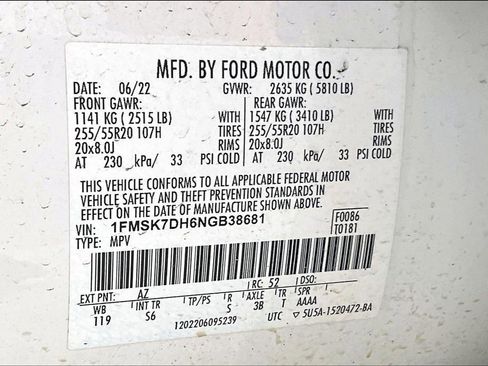 MFD. BY FORD MOTOR CO.
DATE: 06/22 GVWR: 2635 KG ( 5810 LB)
FRONT GAWR: REAR GAWR:
1141 KG ( 2515 LB) 1547 KG ( 3410 LB)
255/55R20 107H TIRES 255/55R20 107H TIRES
20x8.0J RIMS 20x8.0J RIMS
AT 230 kPa/ 33 PSI COLD AT 230 kPa/ 33 PSI COLD
THIS VEHICLE CONFORMS TO ALL APPLICABLE FEDERAL MOTOR
VEHICLE SAFETY AND THEFT PREVENTION STANDARDS IN
EFFECT ON THE DATE OF MANUFACTURE SHOWN ABOVE.
VIN: 1FMSK7DH6NGB38681 F0086
TYPE: MPV T0181
EXT PNT: AZ RC: 52 DSO:
WB INT TR TP/PS R AXLE TR SPR
119 S6 S 3B T AAAA
1202206095239 UTC ▽ 5U5A-1520472-BA